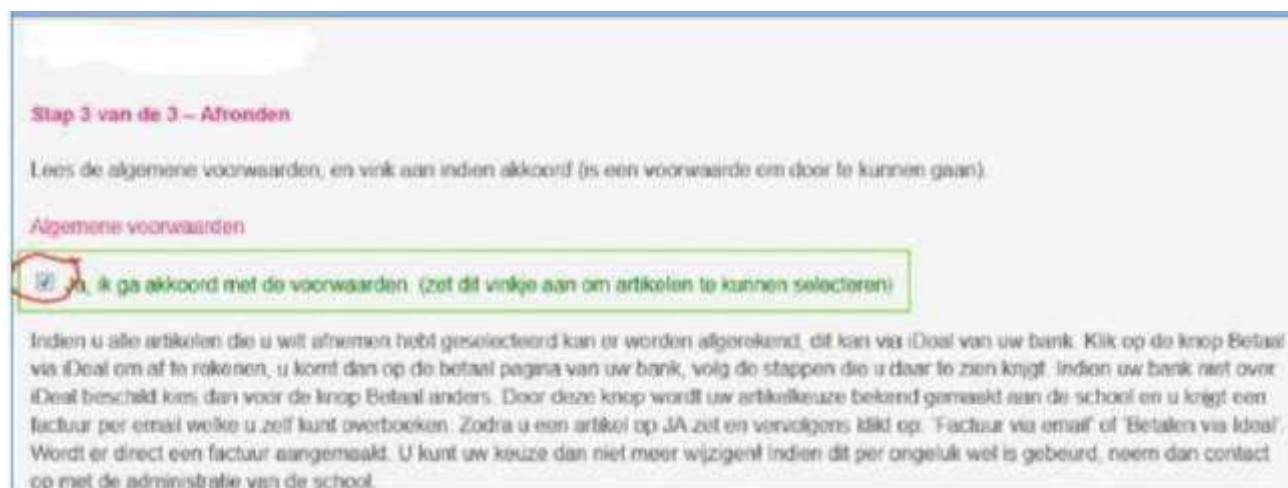 Stap 3 van de 3 – Afronden
Lees de algemene voorwaarden, en vink aan indien akkoord (is een voorwaarde om door te kunnen gaan).
Algemene voorwaarden
Ja, ik ga akkoord met de voorwaarden. (zet dit vinkje aan om artikelen te kunnen selecteren)
Indien u alle artikelen die u wilt afnemen hebt geselecteerd kan er worden afgerekend, dit kan via iDeal van uw bank. Klik op de knop Betaal
via iDeal om af te rekenen, u komt dan op de betaal pagina van uw bank, volg de stappen die u daar te zien krijgt. Indien uw bank niet over
iDeal beschikt kies dan voor de knop Betaal anders. Door deze knop wordt uw artikelkeuze bekend gemaakt aan de school en u krijgt een
factuur per email welke u zelf kunt overboeken. Zodra u een artikel op JA zet en vervolgens klikt op: 'Factuur via email' of 'Betalen via Ideal'.
Wordt er direct een factuur aangemaakt. U kunt uw keuze dan niet meer wijzigen! Indien dit per ongeluk wel is gebeurd, neem dan contact
op met de administratie van de school.